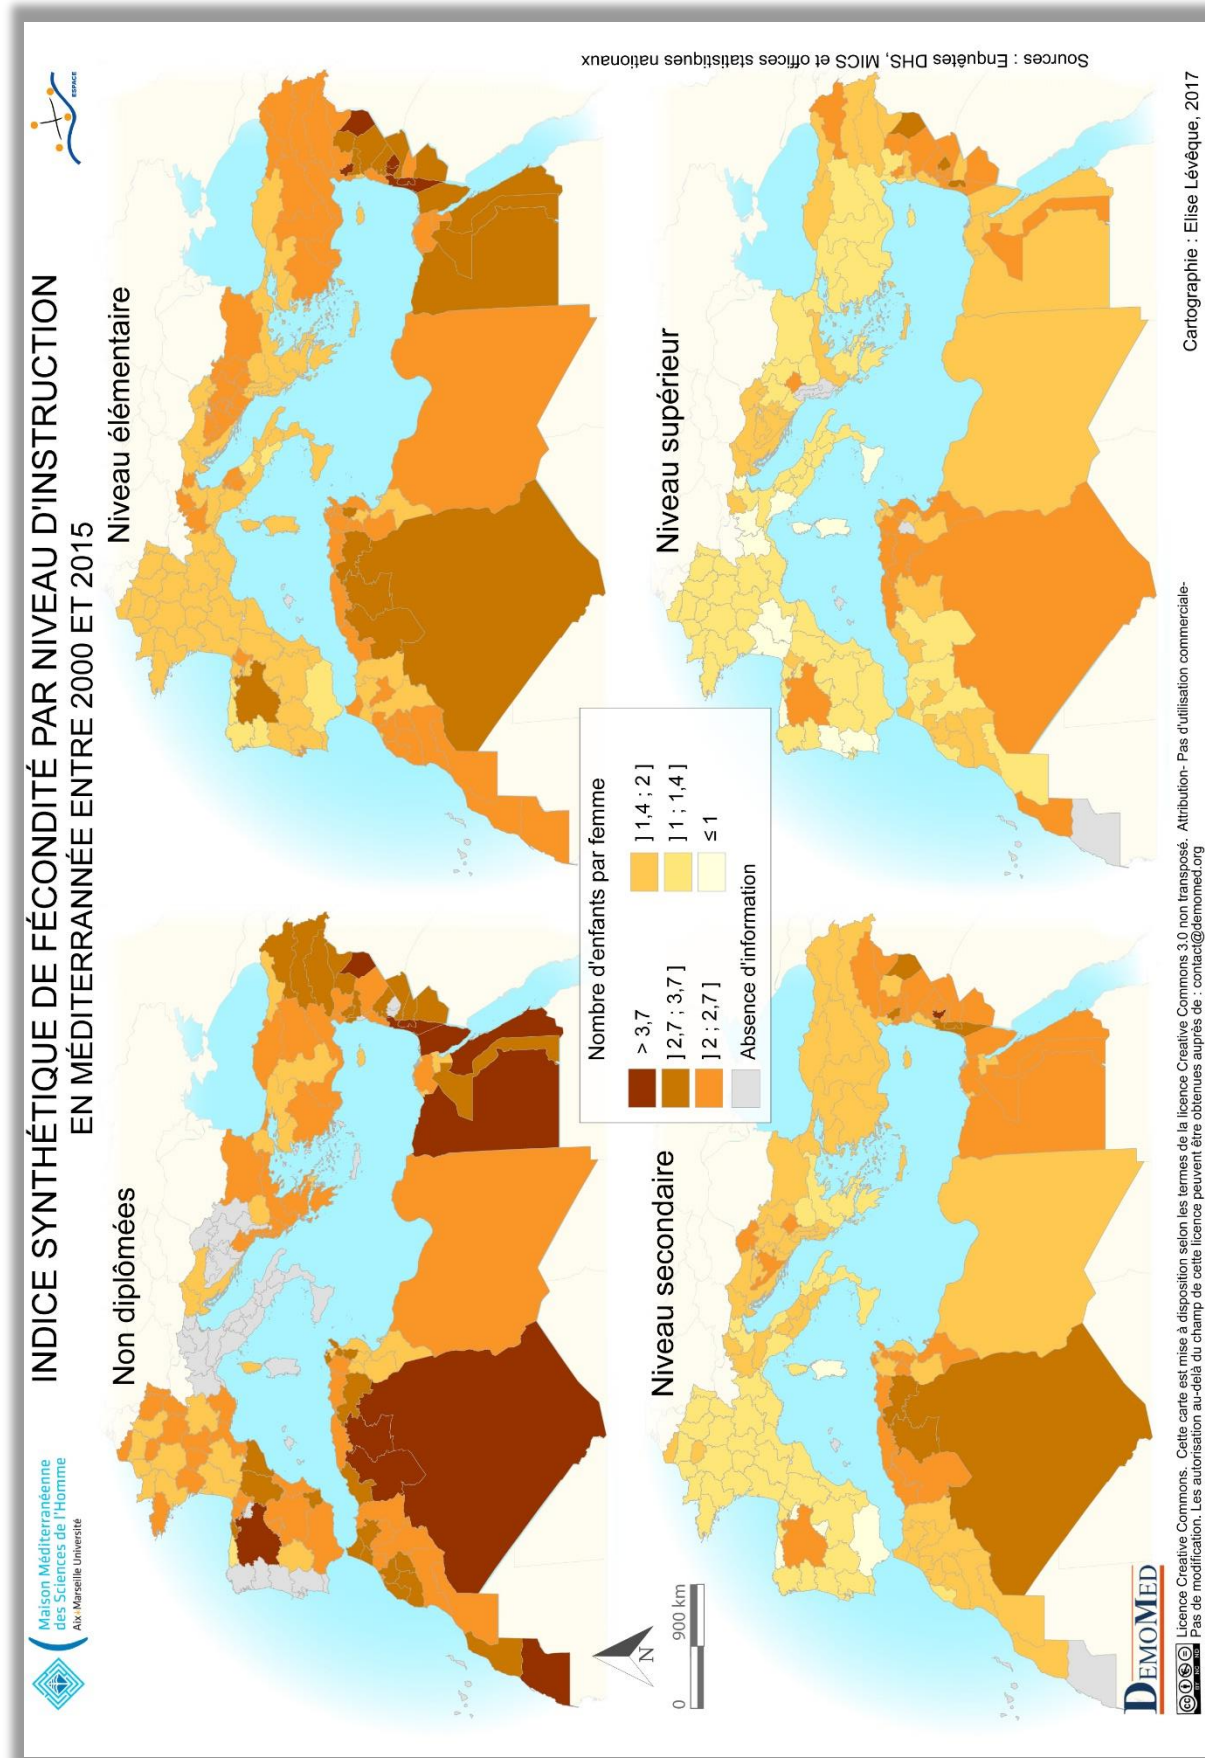 Maison Méditerranéenne
des Sciences de l'Homme
Aix*Marseille Université
INDICE SYNTHÉTIQUE DE FÉCONDITÉ PAR NIVEAU D'INSTRUCTION
EN MÉDITERRANNÉE ENTRE 2000 ET 2015
ESPACE
Non diplômées
Niveau élémentaire
Nombre d'enfants par femme
> 3,7
] 2,7 ; 3,7 ]
] 2 ; 2,7 ]
] 1,4 ; 2 ]
] 1 ; 1,4 ]
≤ 1
Absence d'information
N
0 900 km
Niveau secondaire
Niveau supérieur
Sources : Enquêtes DHS, MICS et offices statistiques nationaux
DEMOMED
Cartographie : Elise Lévêque, 2017
cc BY NC ND
Licence Creative Commons. Cette carte est mise à disposition selon les termes de la licence Creative Commons 3.0 non transposé. Attribution- Pas d'utilisation commerciale-
Pas de modification. Les autorisation au-delà du champ de cette licence peuvent être obtenues auprès de : contact@demomed.org